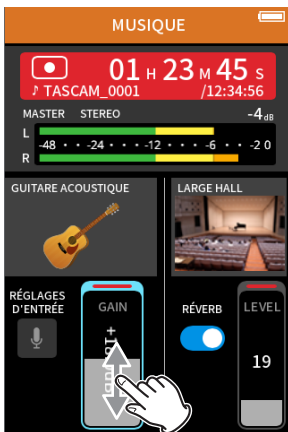 MUSIQUE
01 H 23 M 45 S
♪ TASCAM_0001 /12:34:56
MASTER STEREO -4dB
L
-48 · · -24 · · · -12 · · · -6 · · -2 0
R
GUITARE ACOUSTIQUE LARGE HALL
RÉGLAGES
D'ENTRÉE
GAIN
RÉVERB
LEVEL
19